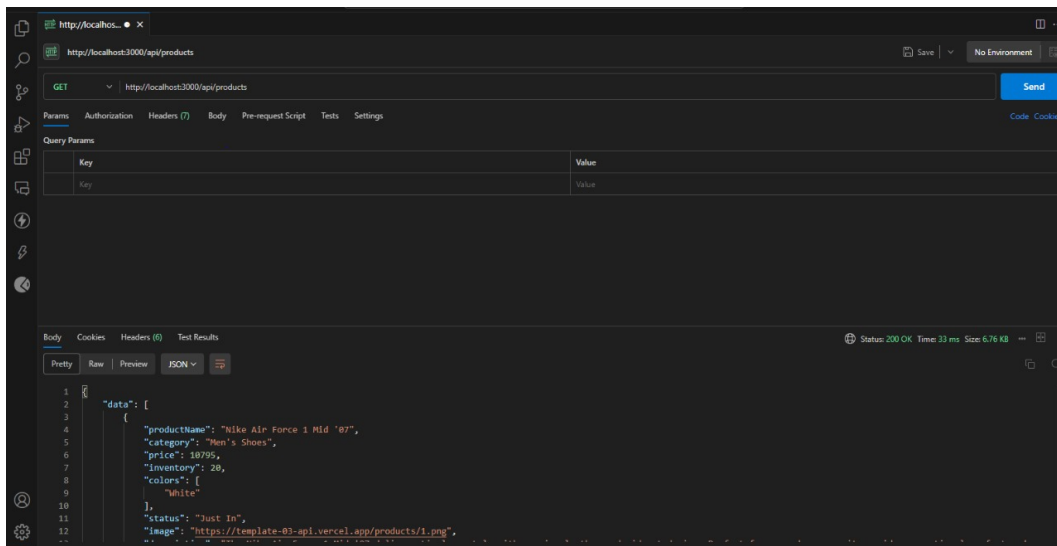 http://localhos...
http://localhost:3000/api/products
Save
No Environment
GET
http://localhost:3000/api/products
Send
Params Authorization Headers (7) Body Pre-request Script Tests Settings
Code Cookie
Query Params
Key Value
Key Value
Body Cookies Headers (6) Test Results
Status: 200 OK Time: 33 ms Size: 6.76 KB
Pretty Raw Preview JSON
1 {
2 "data": [
3 {
4 "productName": "Nike Air Force 1 Mid '07",
5 "category": "Men's Shoes",
6 "price": 10795,
7 "inventory": 20,
8 "colors": [
9 "White"
10 ],
11 "status": "Just In",
12 "image": "https://template-03-api.vercel.app/products/1.png",